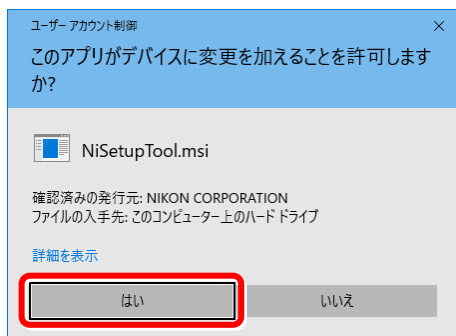 ユーザー アカウント制御
このアプリがデバイスに変更を加えることを許可します
か?
NiSetupTool.msi
確認済みの発行元: NIKON CORPORATION
ファイルの入手先: このコンピューター上のハード ドライブ
詳細を表示
はい
いいえ